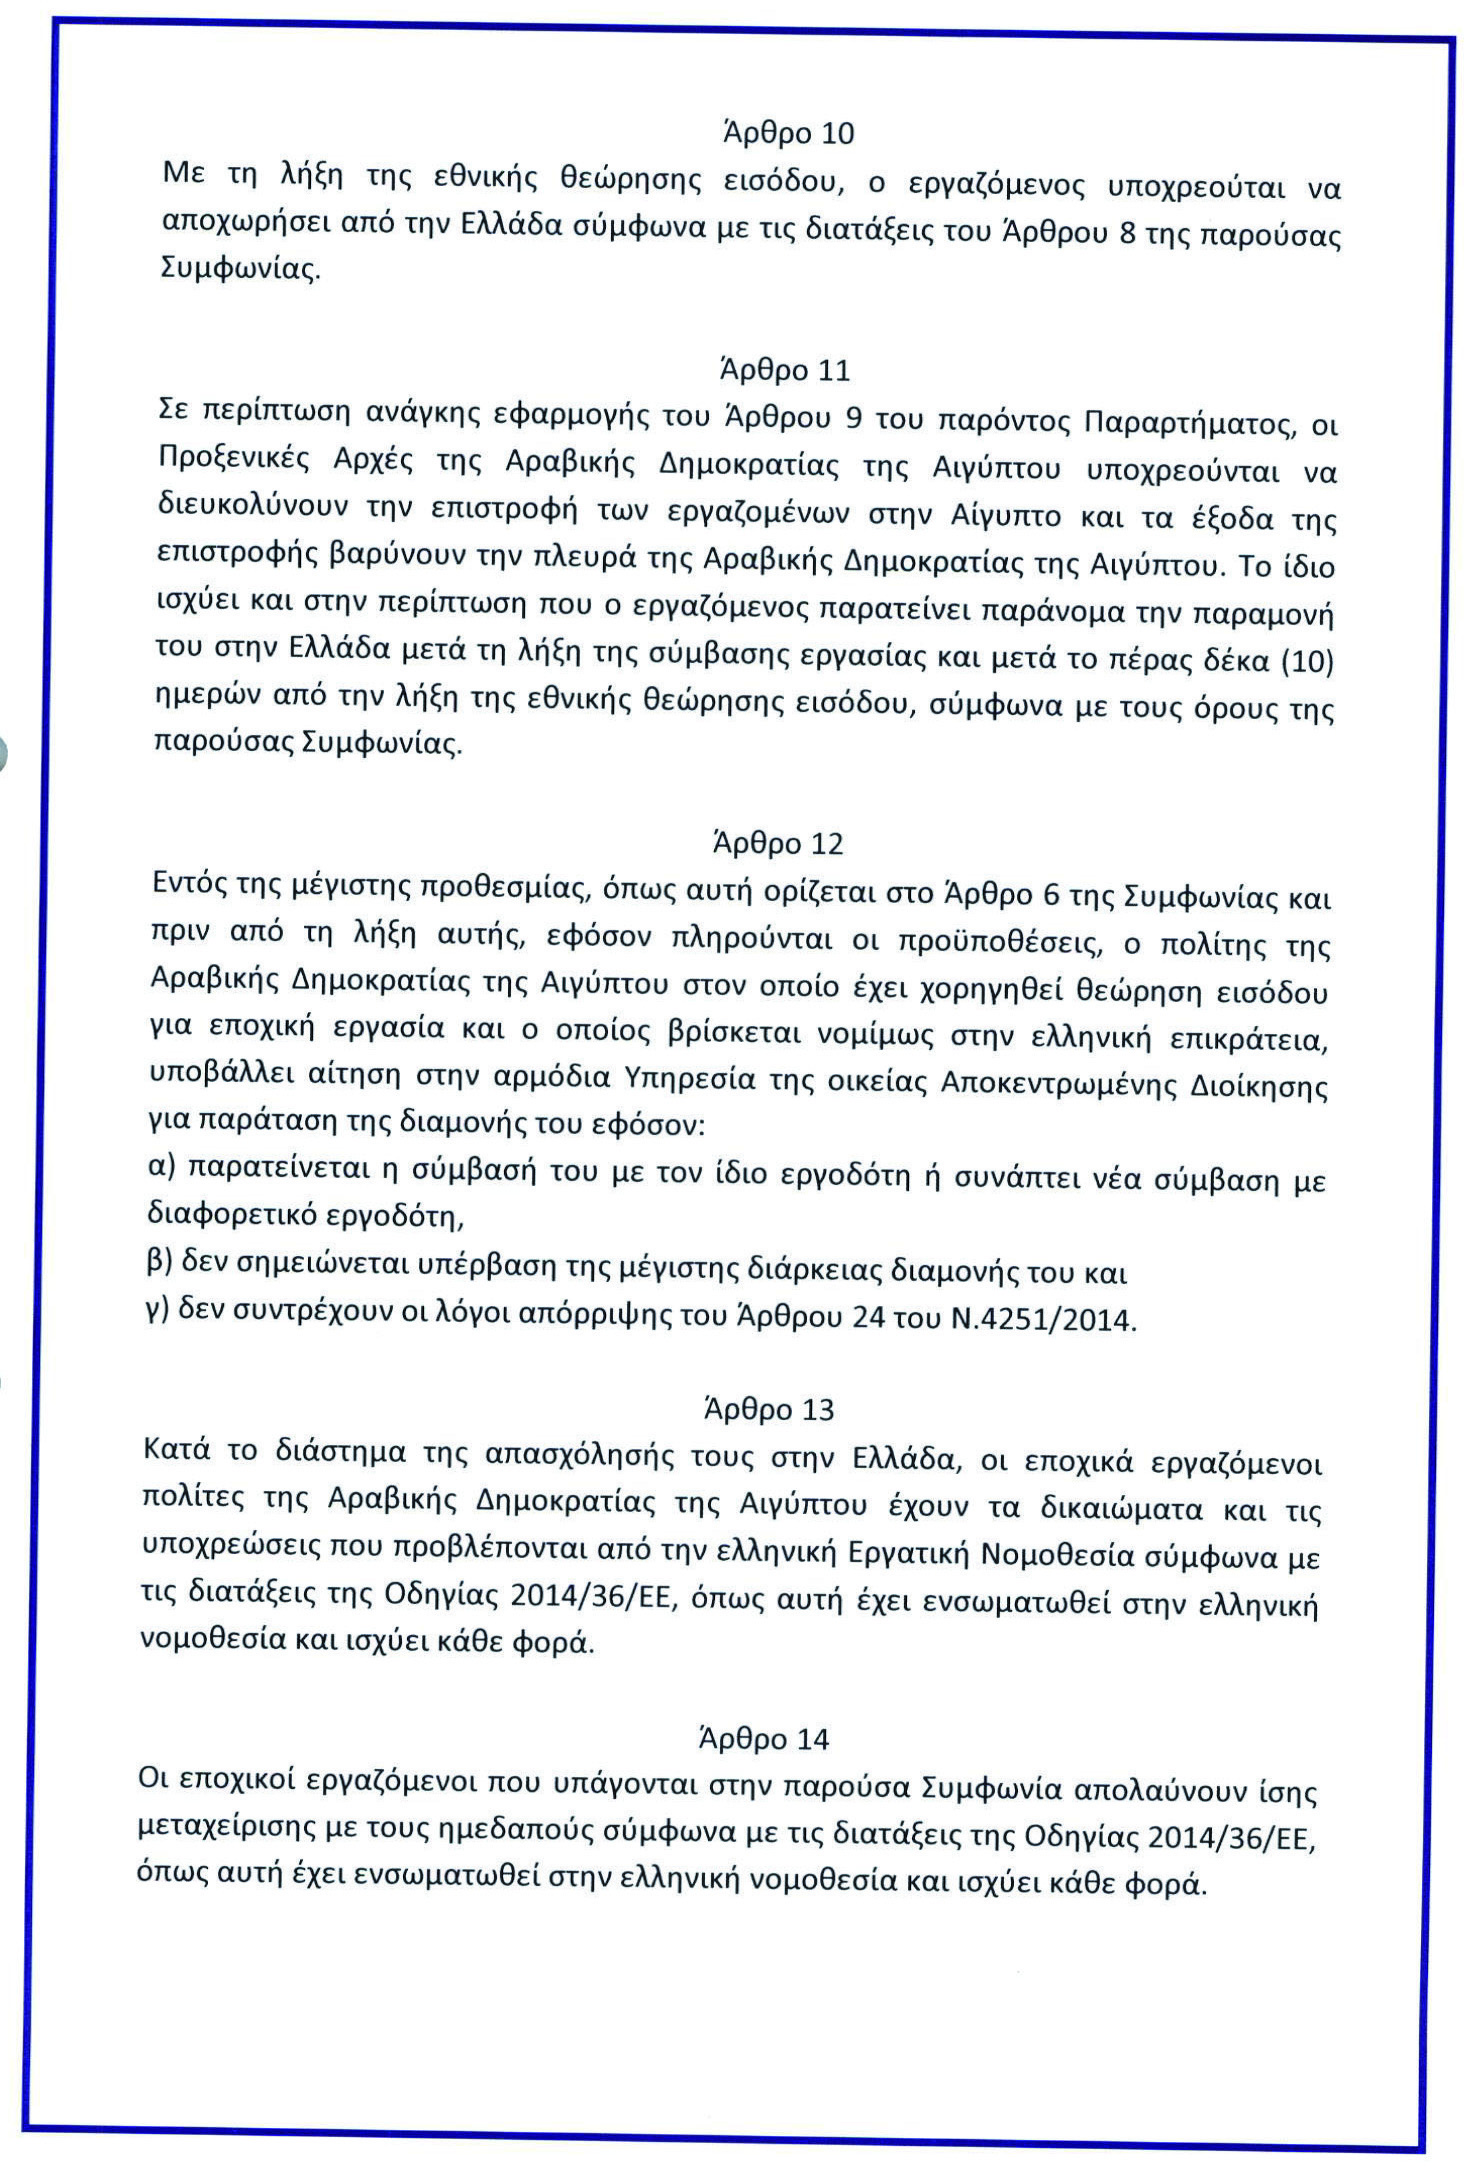 Άρθρο 10
Με τη λήξη της εθνικής θεώρησης εισόδου, ο εργαζόμενος υποχρεούται να
αποχωρήσει από την Ελλάδα σύμφωνα με τις διατάξεις του Άρθρου 8 της παρούσας
Συμφωνίας.
Άρθρο 11
Σε περίπτωση ανάγκης εφαρμογής του Άρθρου 9 του παρόντος Παραρτήματος, οι
Προξενικές Αρχές της Αραβικής Δημοκρατίας της Αιγύπτου υποχρεούνται να
διευκολύνουν την επιστροφή των εργαζομένων στην Αίγυπτο και τα έξοδα της
επιστροφής βαρύνουν την πλευρά της Αραβικής Δημοκρατίας της Αιγύπτου. Το ίδιο
ισχύει και στην περίπτωση που ο εργαζόμενος παρατείνει παράνομα την παραμονή
του στην Ελλάδα μετά τη λήξη της σύμβασης εργασίας και μετά το πέρας δέκα (10)
ημερών από την λήξη της εθνικής θεώρησης εισόδου, σύμφωνα με τους όρους της
παρούσας Συμφωνίας.
Άρθρο 12
Εντός της μέγιστης προθεσμίας, όπως αυτή ορίζεται στο Άρθρο 6 της Συμφωνίας και
πριν από τη λήξη αυτής, εφόσον πληρούνται οι προϋποθέσεις, ο πολίτης της
Αραβικής Δημοκρατίας της Αιγύπτου στον οποίο έχει χορηγηθεί θεώρηση εισόδου
για εποχική εργασία και ο οποίος βρίσκεται νομίμως στην ελληνική επικράτεια,
υποβάλλει αίτηση στην αρμόδια Υπηρεσία της οικείας Αποκεντρωμένης Διοίκησης
για παράταση της διαμονής του εφόσον:
α) παρατείνεται η σύμβασή του με τον ίδιο εργοδότη ή συνάπτει νέα σύμβαση με
διαφορετικό εργοδότη,
β) δεν σημειώνεται υπέρβαση της μέγιστης διάρκειας διαμονής του και
γ) δεν συντρέχουν οι λόγοι απόρριψης του Άρθρου 24 του Ν.4251/2014.
Άρθρο 13
Κατά το διάστημα της απασχόλησής τους στην Ελλάδα, οι εποχικά εργαζόμενοι
πολίτες της Αραβικής Δημοκρατίας της Αιγύπτου έχουν τα δικαιώματα και τις
υποχρεώσεις που προβλέπονται από την ελληνική Εργατική Νομοθεσία σύμφωνα με
τις διατάξεις της Οδηγίας 2014/36/ΕΕ, όπως αυτή έχει ενσωματωθεί στην ελληνική
νομοθεσία και ισχύει κάθε φορά.
Άρθρο 14
Οι εποχικοί εργαζόμενοι που υπάγονται στην παρούσα Συμφωνία απολαύνουν ίσης
μεταχείρισης με τους ημεδαπούς σύμφωνα με τις διατάξεις της Οδηγίας 2014/36/ΕΕ,
όπως αυτή έχει ενσωματωθεί στην ελληνική νομοθεσία και ισχύει κάθε φορά.